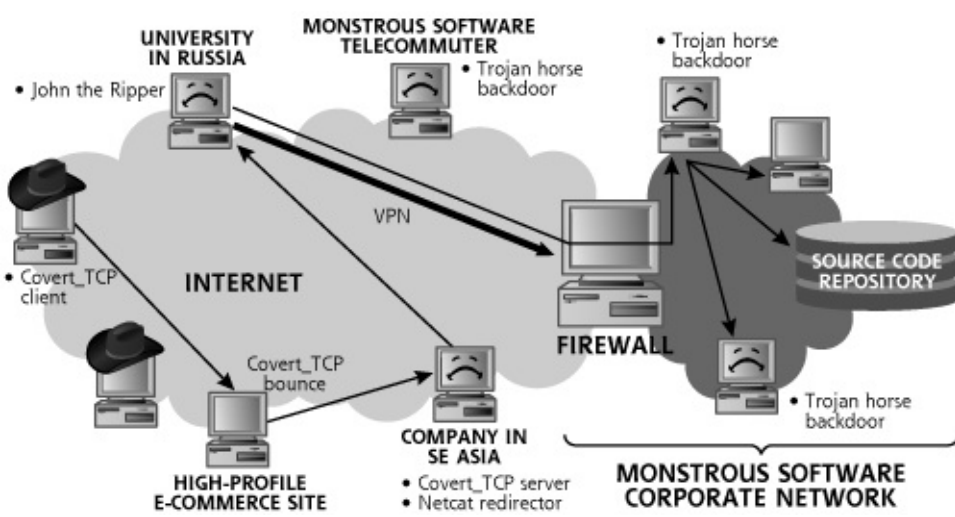 UNIVERSITY
IN RUSSIA
• John the Ripper
MONSTROUS SOFTWARE
TELECOMMUTER
• Trojan horse
backdoor
• Trojan horse
backdoor
VPN
• Covert_TCP
client
INTERNET
SOURCE CODE
REPOSITORY
FIREWALL
Covert_TCP
bounce
• Trojan horse
backdoor
HIGH-PROFILE
E-COMMERCE SITE
COMPANY IN
SE ASIA
• Covert_TCP server
• Netcat redirector
MONSTROUS SOFTWARE
CORPORATE NETWORK